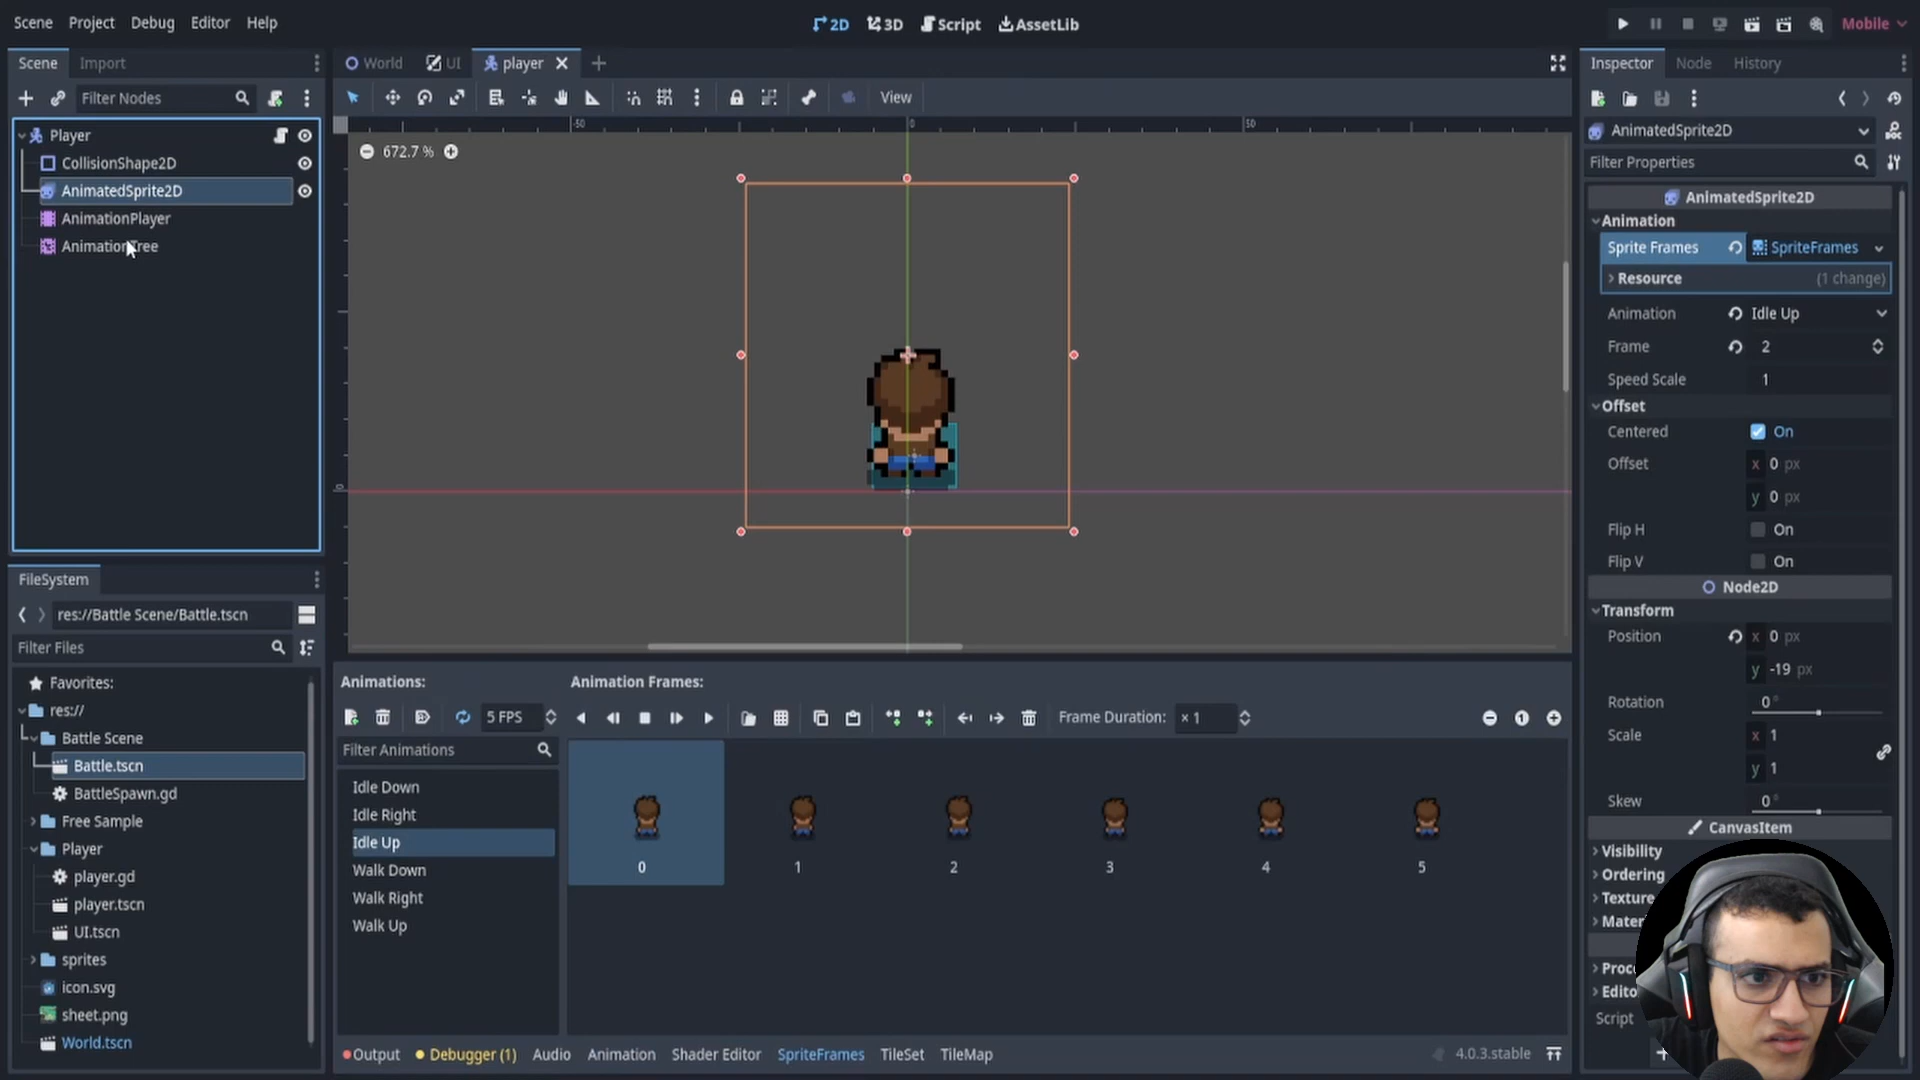 Scene Project Debug Editor Help
2D 3D Script AssetLib
Mobile
Scene Import
World UI player
Inspector Node History
Filter Nodes
View
Player
CollisionShape2D
AnimatedSprite2D
AnimationPlayer
AnimationTree
-50 0 50
672.7 %
0
AnimatedSprite2D
Filter Properties
AnimatedSprite2D
Animation
Sprite Frames SpriteFrames
Resource (1 change)
Animation Idle Up
Frame 2
Speed Scale 1
Offset
Centered On
Offset x 0 px
y 0 px
Flip H On
Flip V On
Node2D
Transform
Position x 0 px
y -19 px
Rotation 0 °
Scale x 1
y 1
Skew 0 °
CanvasItem
Visibility
Ordering
Texture
Mater
Proce
Edito
Script
FileSystem
res://Battle Scene/Battle.tscn
Filter Files
Favorites:
res://
Battle Scene
Battle.tscn
BattleSpawn.gd
Free Sample
Player
player.gd
player.tscn
UI.tscn
sprites
icon.svg
sheet.png
World.tscn
Animations: Animation Frames:
5 FPS
Frame Duration: × 1
Filter Animations
Idle Down
Idle Right
Idle Up
Walk Down
Walk Right
Walk Up
0 1 2 3 4 5
Output Debugger (1) Audio Animation Shader Editor SpriteFrames TileSet TileMap
4.0.3.stable